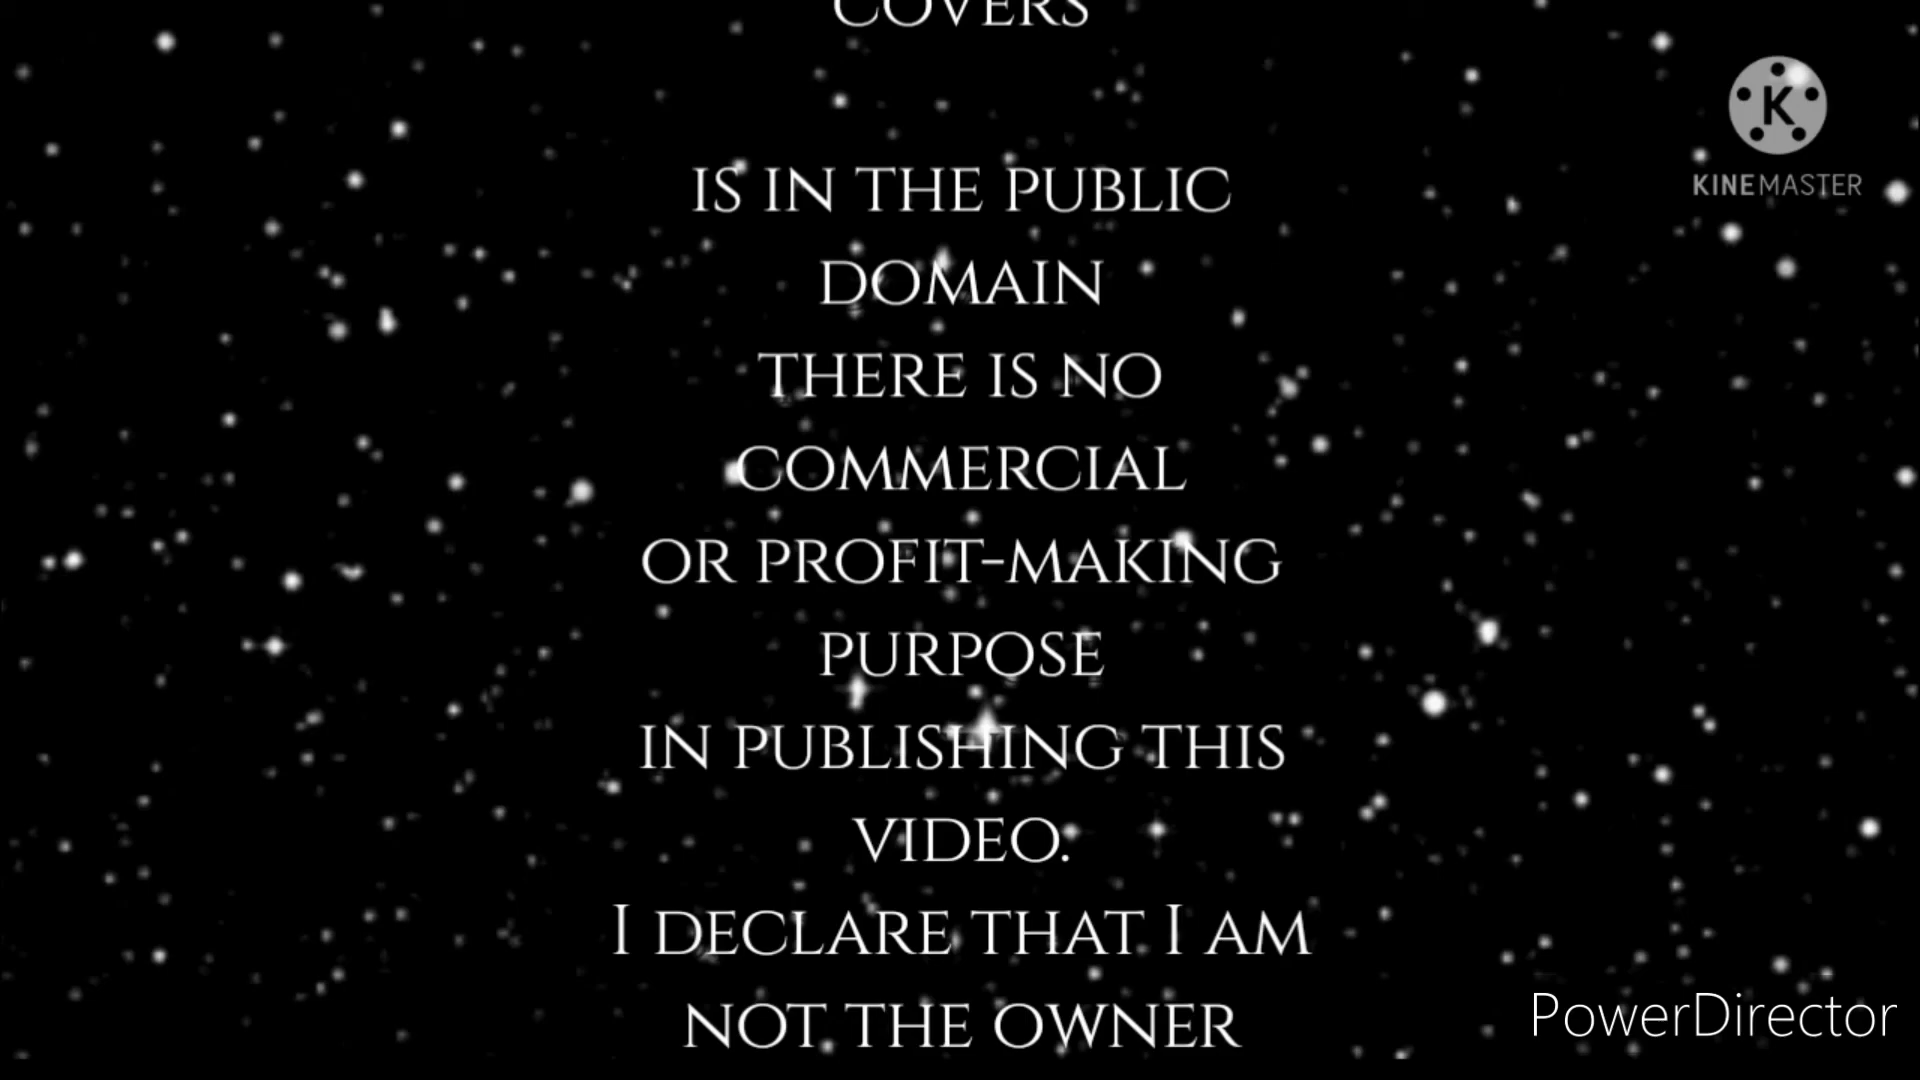 COVERS
IS IN THE PUBLIC
DOMAIN
THERE IS NO
COMMERCIAL
OR PROFIT-MAKING
PURPOSE
IN PUBLISHING THIS
VIDEO.
I DECLARE THAT I AM
NOT THE OWNER
K
KINEMASTER
PowerDirector